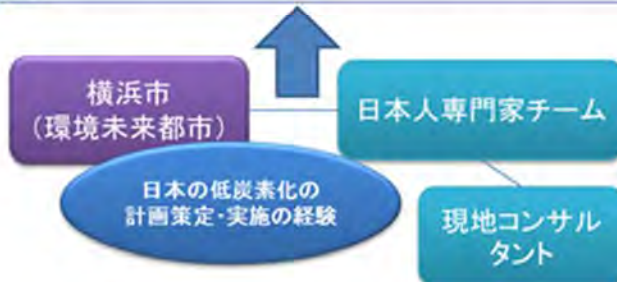 横浜市
(環境未来都市)
日本人専門家チーム
日本の低炭素化の
計画策定・実施の経験
現地コンサル
タント